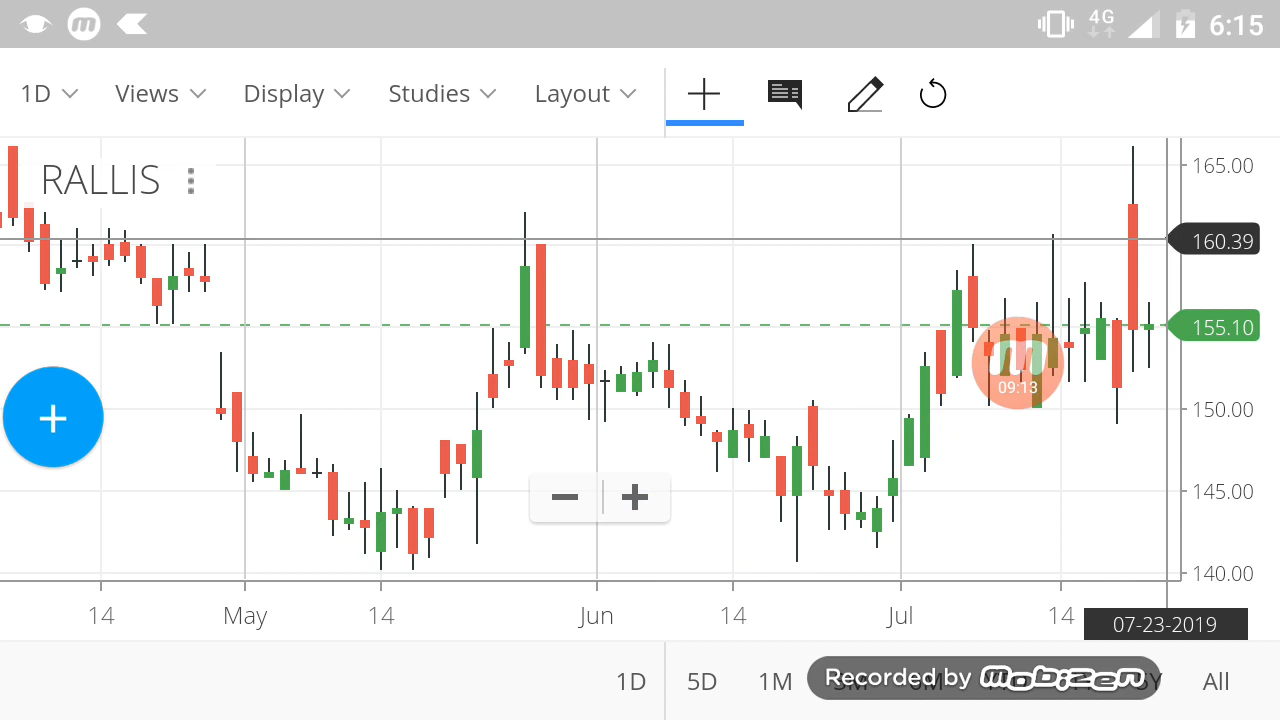 4G 6:15
1D Views Display Studies Layout
RALLIS
165.00
160.39
155.10
09:13
150.00
145.00
140.00
14 May 14 Jun 14 Jul 14
07-23-2019
1D 5D 1M All
Recorded by mobizen